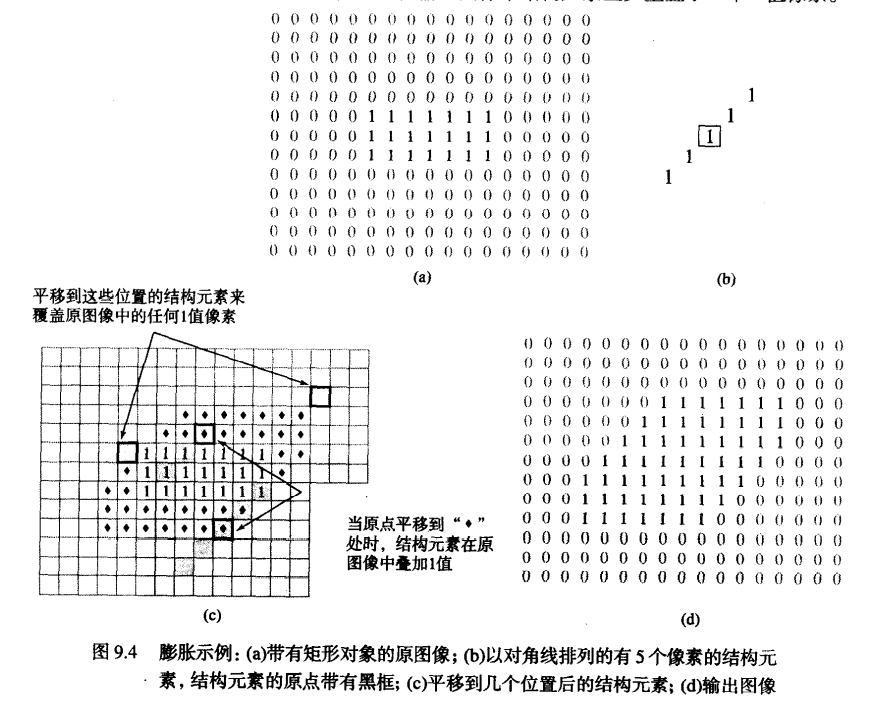 0 0 0 0 0 0 0 0 0 0 0 0 0 0 0 0 0
0 0 0 0 0 0 0 0 0 0 0 0 0 0 0 0 0
0 0 0 0 0 0 0 0 0 0 0 0 0 0 0 0 0
0 0 0 0 0 0 0 0 0 0 0 0 0 0 0 0 0
0 0 0 0 0 0 0 0 0 0 0 0 0 0 0 0 0
0 0 0 0 0 1 1 1 1 1 1 1 0 0 0 0 0
0 0 0 0 0 1 1 1 1 1 1 1 0 0 0 0 0
0 0 0 0 0 1 1 1 1 1 1 1 0 0 0 0 0
0 0 0 0 0 0 0 0 0 0 0 0 0 0 0 0 0
0 0 0 0 0 0 0 0 0 0 0 0 0 0 0 0 0
0 0 0 0 0 0 0 0 0 0 0 0 0 0 0 0 0
0 0 0 0 0 0 0 0 0 0 0 0 0 0 0 0 0
0 0 0 0 0 0 0 0 0 0 0 0 0 0 0 0 0
(a)
1
1
1
1
1
(b)
平移到这些位置的结构元素来
覆盖原图像中的任何1值像素
♦ ♦ ♦ ♦ ♦ ♦ ♦
♦ ♦ ♦ ♦ ♦ ♦ ♦ ♦
1 1 1 1 1 1 1 ♦ ♦
♦ 1 1 1 1 1 1 1 ♦
♦ ♦ 1 1 1 1 1 1 1
♦ ♦ ♦ ♦ ♦ ♦ ♦ ♦
♦ ♦ ♦ ♦ ♦ ♦ ♦
当原点平移到“♦”
处时，结构元素在原
图像中叠加1值
(c)
0 0 0 0 0 0 0 0 0 0 0 0 0 0 0 0 0
0 0 0 0 0 0 0 0 0 0 0 0 0 0 0 0 0
0 0 0 0 0 0 0 0 0 0 0 0 0 0 0 0 0
0 0 0 0 0 0 0 1 1 1 1 1 1 1 0 0 0
0 0 0 0 0 0 1 1 1 1 1 1 1 1 0 0 0
0 0 0 0 0 1 1 1 1 1 1 1 1 1 0 0 0
0 0 0 0 1 1 1 1 1 1 1 1 1 0 0 0 0
0 0 0 1 1 1 1 1 1 1 1 1 0 0 0 0 0
0 0 0 1 1 1 1 1 1 1 1 0 0 0 0 0 0
0 0 0 1 1 1 1 1 1 1 0 0 0 0 0 0 0
0 0 0 0 0 0 0 0 0 0 0 0 0 0 0 0 0
0 0 0 0 0 0 0 0 0 0 0 0 0 0 0 0 0
0 0 0 0 0 0 0 0 0 0 0 0 0 0 0 0 0
(d)
图 9.4 膨胀示例：(a)带有矩形对象的原图像；(b)以对角线排列的有 5 个像素的结构元
素，结构元素的原点带有黑框；(c)平移到几个位置后的结构元素；(d)输出图像